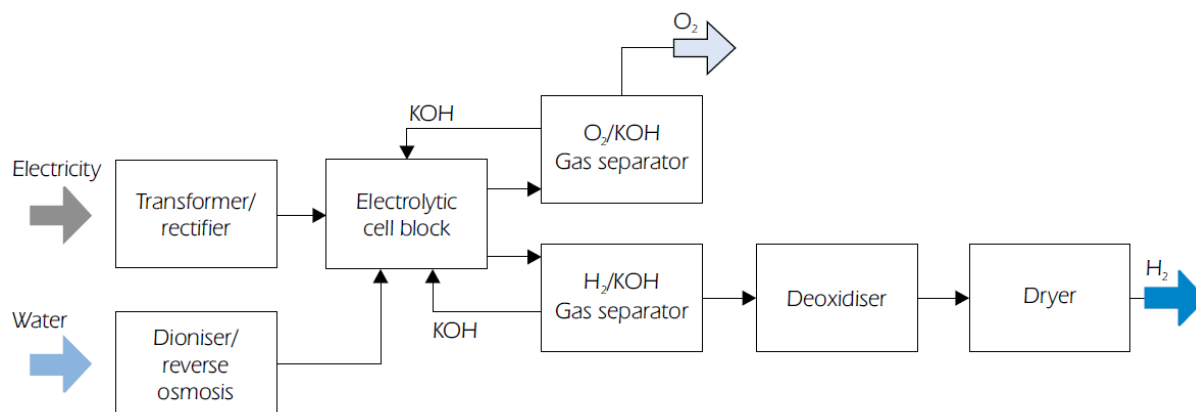 O₂
KOH
O₂/KOH
Gas separator
Electricity
Transformer/
rectifier
Electrolytic
cell block
H₂/KOH
Gas separator
Deoxidiser
Dryer
H₂
Water
Dioniser/
reverse
osmosis
KOH